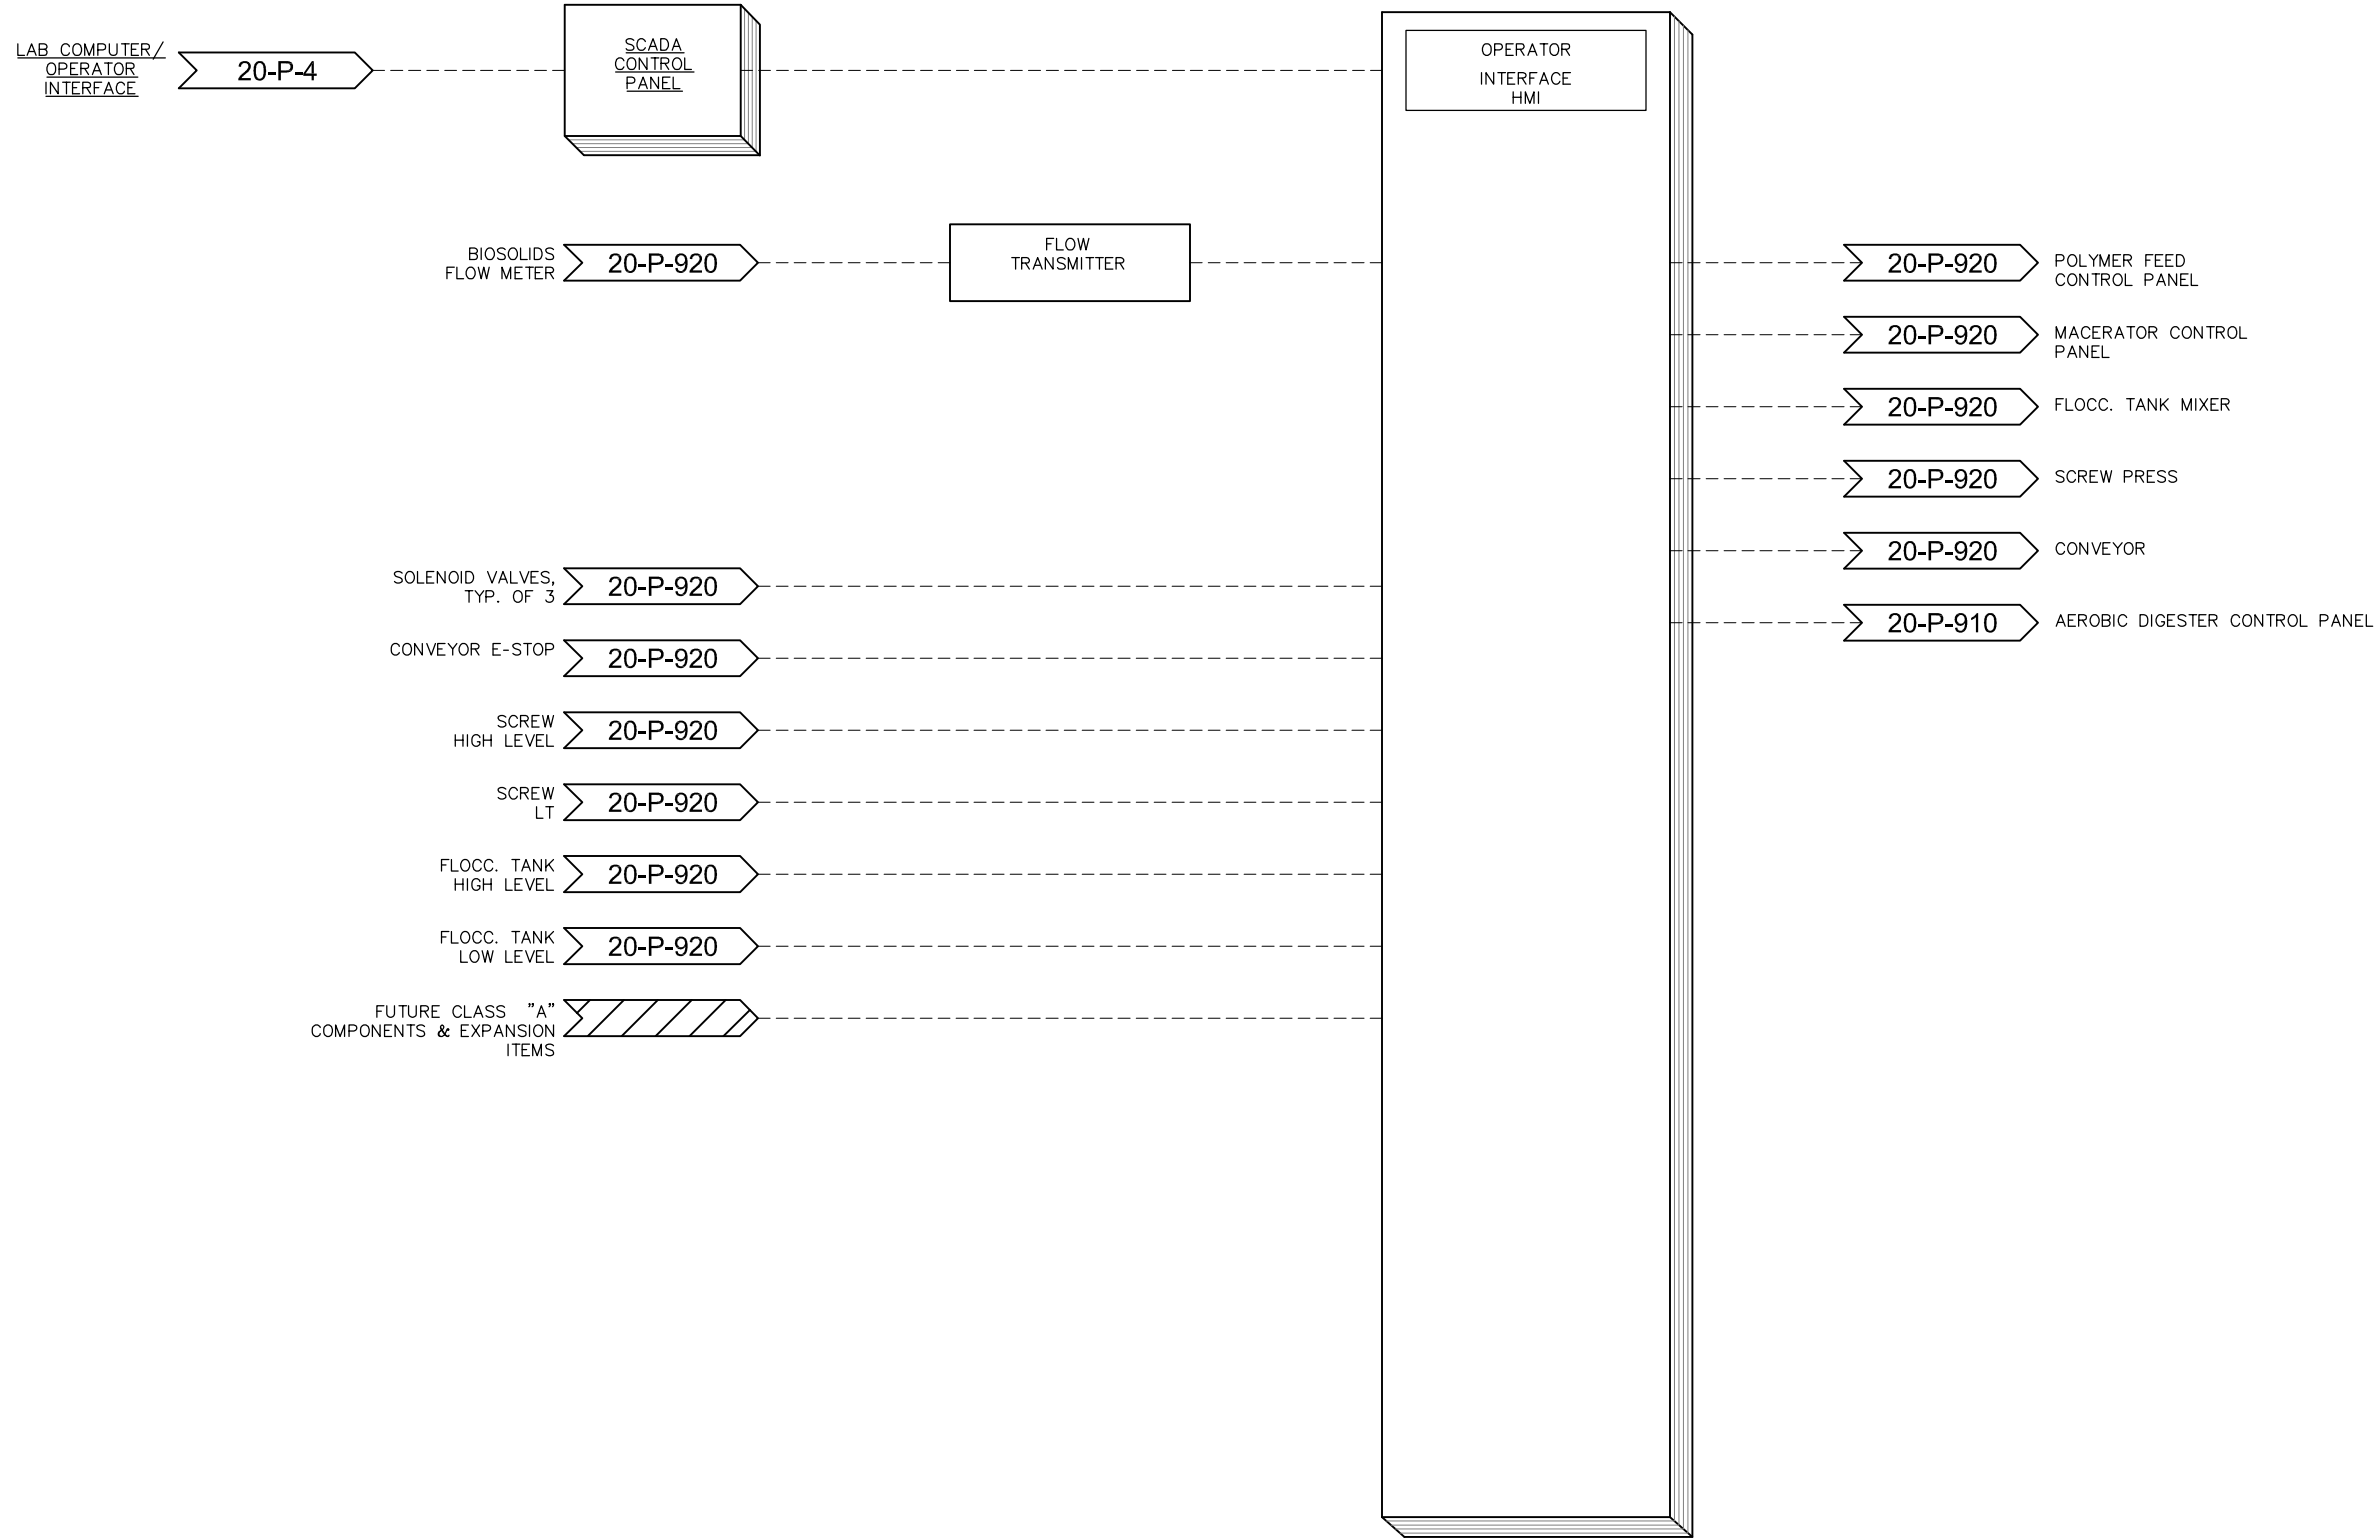 LAB COMPUTER/
OPERATOR
INTERFACE
20-P-4
SCADA
CONTROL
PANEL
OPERATOR
INTERFACE
HMI
BIOSOLIDS
FLOW METER
20-P-920
FLOW
TRANSMITTER
20-P-920
POLYMER FEED
CONTROL PANEL
20-P-920
MACERATOR CONTROL
PANEL
20-P-920
FLOCC. TANK MIXER
20-P-920
SCREW PRESS
20-P-920
CONVEYOR
20-P-910
AEROBIC DIGESTER CONTROL PANEL
SOLENOID VALVES,
TYP. OF 3
20-P-920
CONVEYOR E-STOP
20-P-920
SCREW
HIGH LEVEL
20-P-920
SCREW
LT
20-P-920
FLOCC. TANK
HIGH LEVEL
20-P-920
FLOCC. TANK
LOW LEVEL
20-P-920
FUTURE CLASS "A"
COMPONENTS & EXPANSION
ITEMS